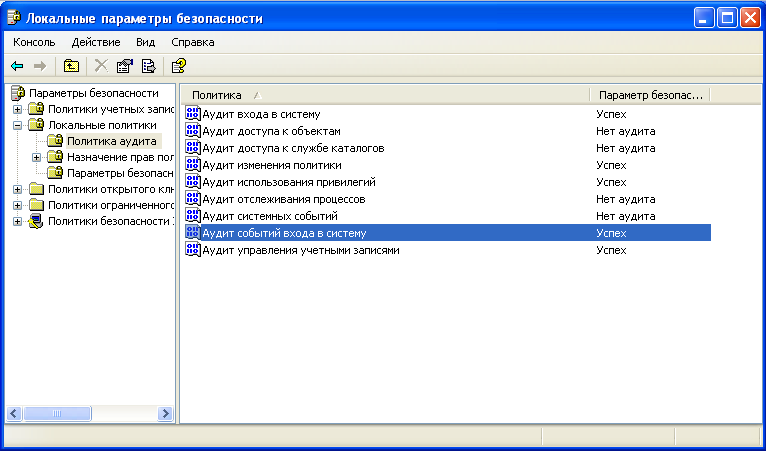 Локальные параметры безопасности
Консоль Действие Вид Справка
Параметры безопасности
Политики учетных запис
Локальные политики
Политика аудита
Назначение прав пол
Параметры безопасн
Политики открытого клю
Политики ограниченного
Политики безопасности
Политика Параметр безопас...
Аудит входа в систему Успех
Аудит доступа к объектам Нет аудита
Аудит доступа к службе каталогов Нет аудита
Аудит изменения политики Успех
Аудит использования привилегий Успех
Аудит отслеживания процессов Нет аудита
Аудит системных событий Нет аудита
Аудит событий входа в систему Успех
Аудит управления учетными записями Успех